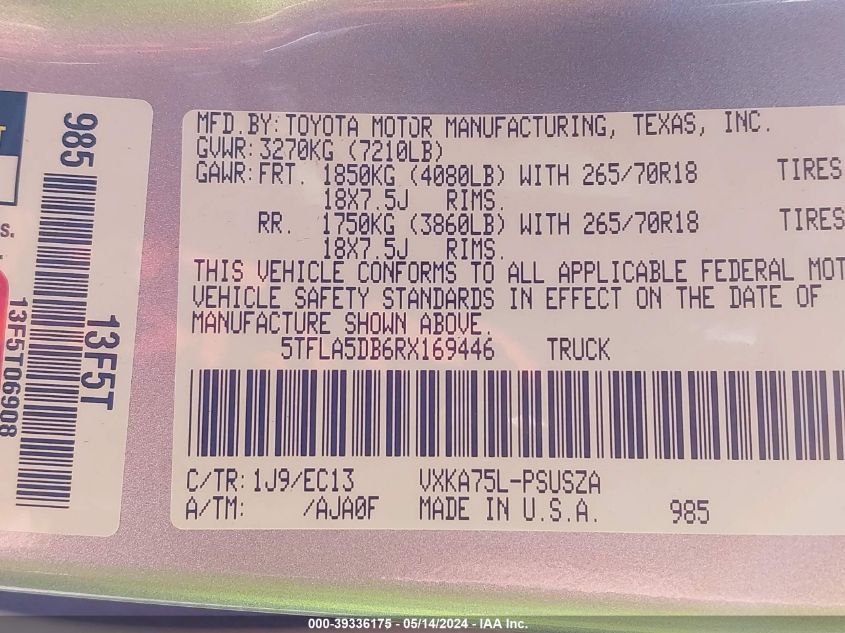 MFD.BY:TOYOTA MOTOR MANUFACTURING, TEXAS, INC.
GVWR:3270KG (7210LB)
GAWR:FRT. 1850KG (4080LB) WITH 265/70R18 TIRES
18X7.5J RIMS.
RR. 1750KG (3860LB) WITH 265/70R18 TIRES
18X7.5J RIMS.
THIS VEHICLE CONFORMS TO ALL APPLICABLE FEDERAL MOT
VEHICLE SAFETY STANDARDS IN EFFECT ON THE DATE OF
MANUFACTURE SHOWN ABOVE.
5TFLA5DB6RX169446 TRUCK
C/TR:1J9/EC13 VXKA75L-PSUSZA
A/TM: /AJA0F MADE IN U.S.A. 985
985
13F5T
13F5T06908
000-39336175 - 05/14/2024 - IAA Inc.